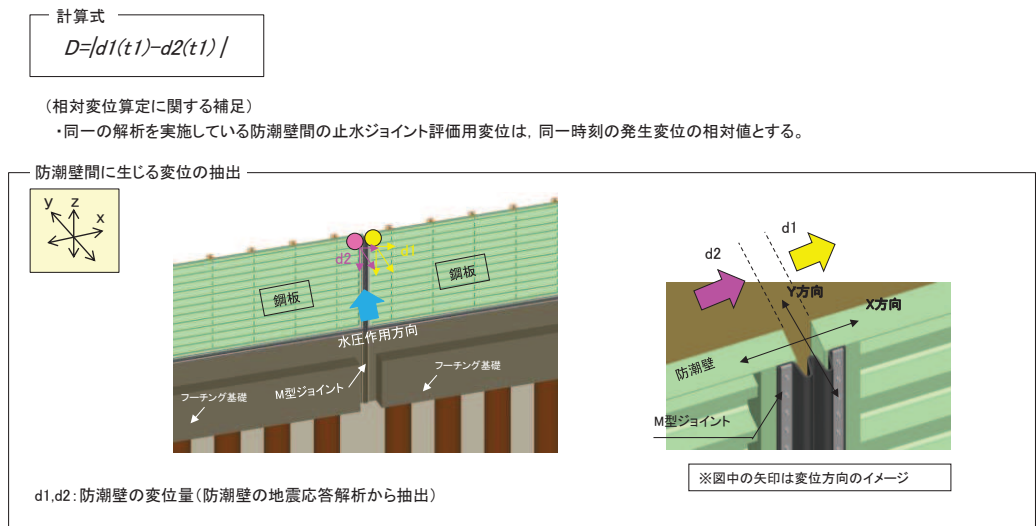 計算式
D=|d1(t1)-d2(t1)|
(相対変位算定に関する補足)
・同一の解析を実施している防潮壁間の止水ジョイント評価用変位は，同一時刻の発生変位の相対値とする。
防潮壁間に生じる変位の抽出
y z x
d2 d1
鋼板
鋼板
水圧作用方向
フーチング基礎
M型ジョイント
フーチング基礎
d1
d2
Y方向
X方向
防潮壁
M型ジョイント
※図中の矢印は変位方向のイメージ
d1,d2：防潮壁の変位量(防潮壁の地震応答解析から抽出)